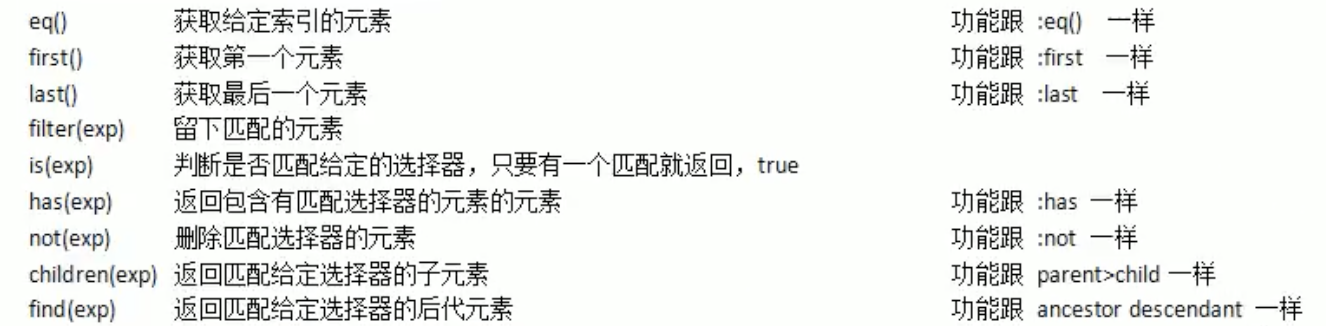 eq() 获取给定索引的元素 功能跟 :eq() 一样
first() 获取第一个元素 功能跟 :first 一样
last() 获取最后一个元素 功能跟 :last 一样
filter(exp) 留下匹配的元素
is(exp) 判断是否匹配给定的选择器，只要有一个匹配就返回，true
has(exp) 返回包含有匹配选择器的元素的元素 功能跟 :has 一样
not(exp) 删除匹配选择器的元素 功能跟 :not 一样
children(exp) 返回匹配给定选择器的子元素 功能跟 parent>child 一样
find(exp) 返回匹配给定选择器的后代元素 功能跟 ancestor descendant 一样